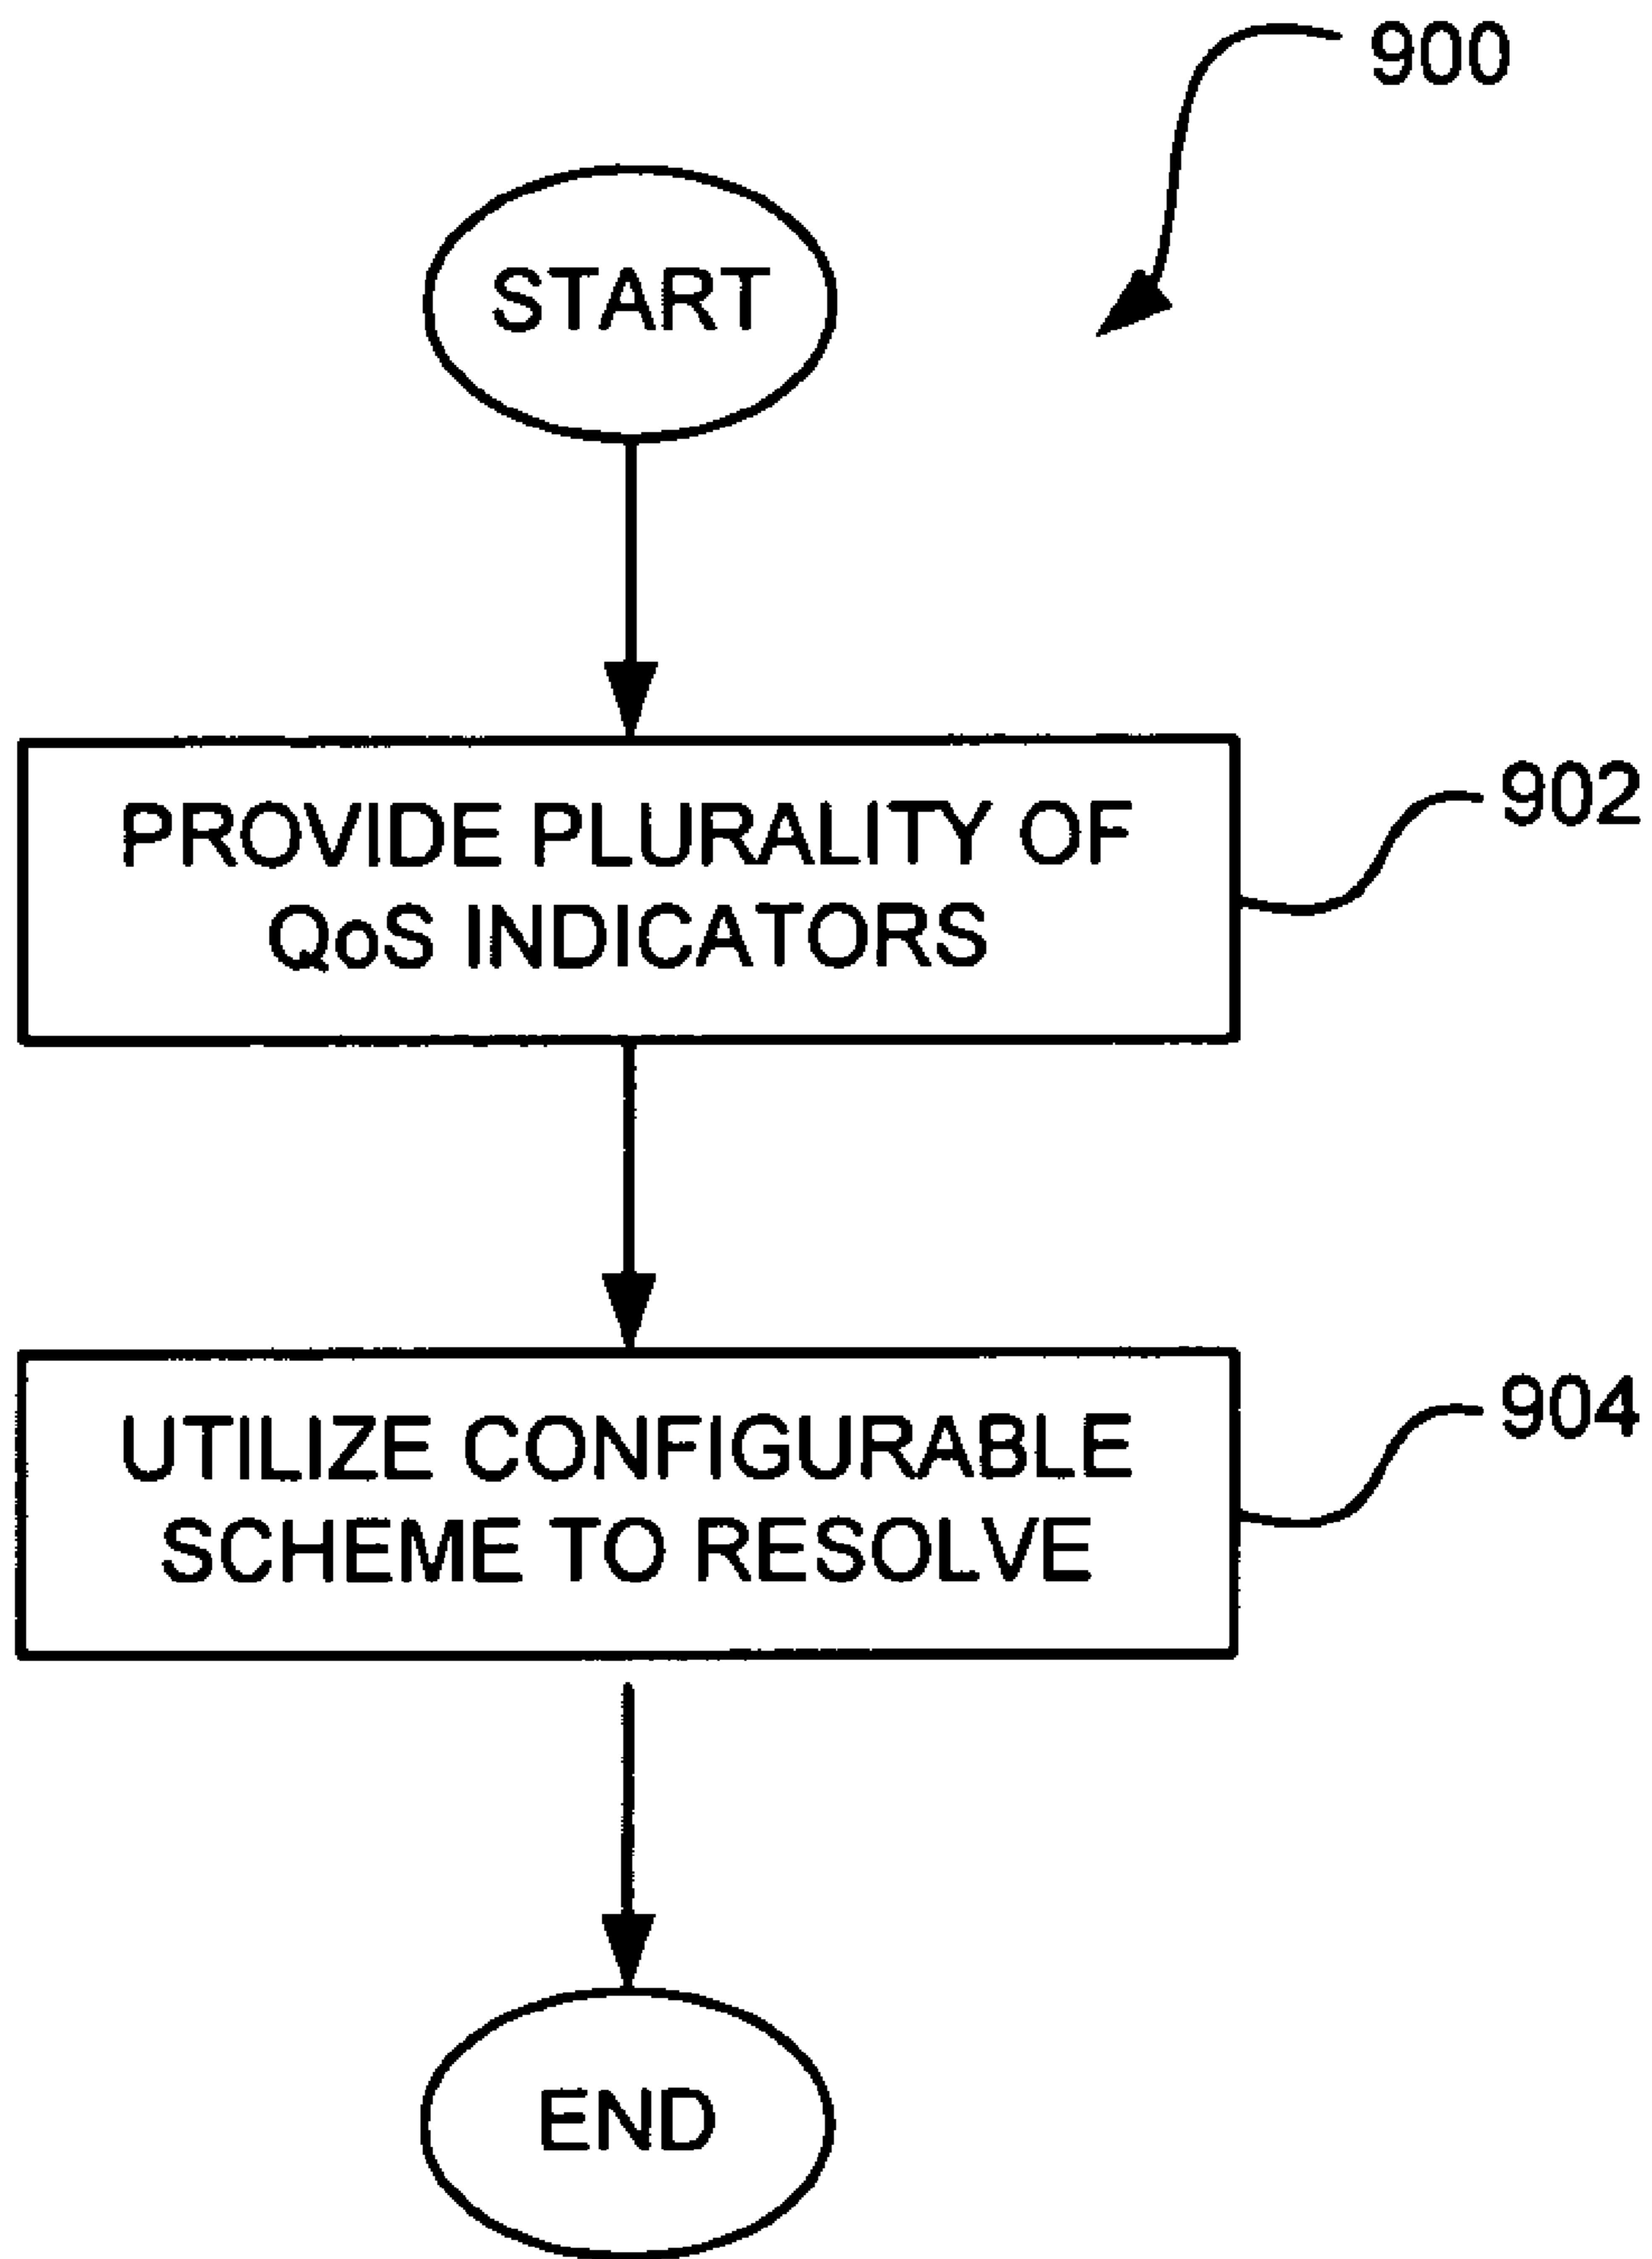 900
START
PROVIDE PLURALITY OF
QoS INDICATORS
902
UTILIZE CONFIGURABLE
SCHEME TO RESOLVE
904
END